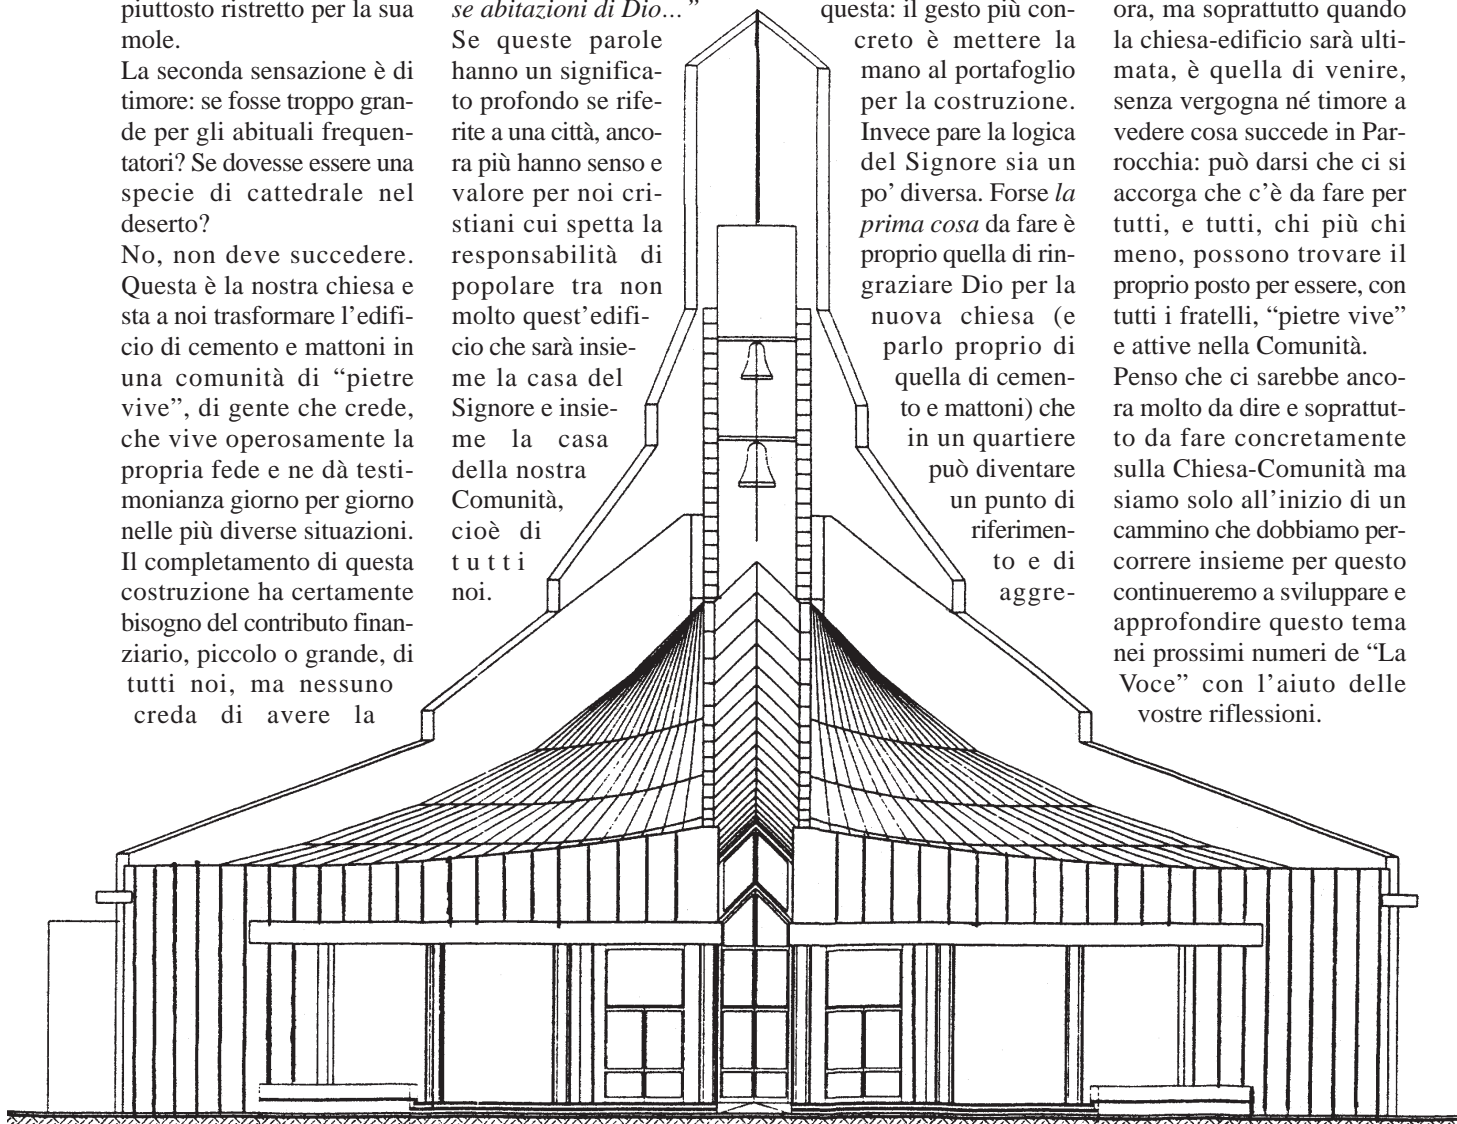 piuttosto ristretto per la sua
mole.
La seconda sensazione è di
timore: se fosse troppo gran-
de per gli abituali frequen-
tatori? Se dovesse essere una
specie di cattedrale nel
deserto?
No, non deve succedere.
Questa è la nostra chiesa e
sta a noi trasformare l’edifi-
cio di cemento e mattoni in
una comunità di “pietre
vive”, di gente che crede,
che vive operosamente la
propria fede e ne dà testi-
monianza giorno per giorno
nelle più diverse situazioni.
Il completamento di questa
costruzione ha certamente
bisogno del contributo finan-
ziario, piccolo o grande, di
tutti noi, ma nessuno
creda di avere la
se abitazioni di Dio...”
Se queste parole
hanno un significa-
to profondo se rife-
rite a una città, anco-
ra più hanno senso e
valore per noi cri-
stiani cui spetta la
responsabilità di
popolare tra non
molto quest’edifi-
cio che sarà insie-
me la casa del
Signore e insie-
me la casa
della nostra
Comunità,
cioè di
tutti
noi.
questa: il gesto più con-
creto è mettere la
mano al portafoglio
per la costruzione.
Invece pare la logica
del Signore sia un
po’ diversa. Forse la
prima cosa da fare è
proprio quella di rin-
graziare Dio per la
nuova chiesa (e
parlo proprio di
quella di cemen-
to e mattoni) che
in un quartiere
può diventare
un punto di
riferimen-
to e di
aggre-
ora, ma soprattutto quando
la chiesa-edificio sarà ulti-
mata, è quella di venire,
senza vergogna né timore a
vedere cosa succede in Par-
rocchia: può darsi che ci si
accorga che c’è da fare per
tutti, e tutti, chi più chi
meno, possono trovare il
proprio posto per essere, con
tutti i fratelli, “pietre vive”
e attive nella Comunità.
Penso che ci sarebbe anco-
ra molto da dire e soprattut-
to da fare concretamente
sulla Chiesa-Comunità ma
siamo solo all’inizio di un
cammino che dobbiamo per-
correre insieme per questo
continueremo a sviluppare e
approfondire questo tema
nei prossimi numeri de “La
Voce” con l’aiuto delle
vostre riflessioni.